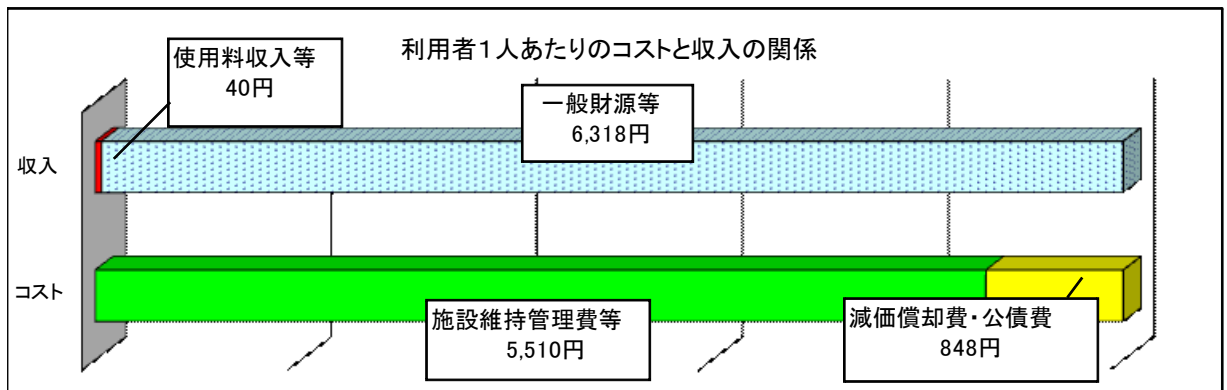 利用者1人あたりのコストと収入の関係
使用料収入等
40円
一般財源等
6,318円
収入
コスト
施設維持管理費等
5,510円
減価償却費・公債費
848円